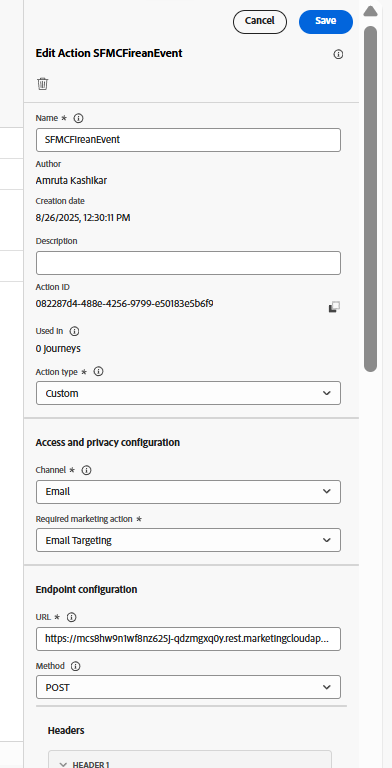 Cancel
Save
Edit Action SFMCFireanEvent
Name *
SFMCFireanEvent
Author
Amruta Kashikar
Creation date
8/26/2025, 12:30:11 PM
Description
Action ID
082287d4-488e-4256-9799-e50183e5b6f9
Used in
0 Journeys
Action type *
Custom
Access and privacy configuration
Channel *
Email
Required marketing action *
Email Targeting
Endpoint configuration
URL *
https://mcs8hw9n1wf8nz625j-qdzmgxq0y.rest.marketingcloudap...
Method
POST
Headers
HEADER 1